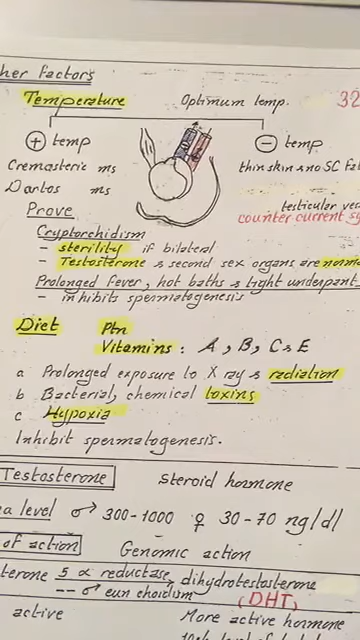 her factors
Temperature Optimum temp. 32
⊕ temp ⊖ temp
Cremasteric ms thin skin & no SC fat
Dartos ms
testicular
Prove counter current sy
Cryptorchidism
- sterility if bilateral
- Testosterone & second sex organs are norma
Prolonged Fever, hot baths & tight underpant
- inhibits spermatogenesis
Diet Ptn
Vitamins : A, B, C & E
a Prolonged exposure to X ray & radiation
b Bacterial, chemical toxins
c Hypoxia
Inhibit spermatogenesis.
Testosterone Steroid hormone
a level ♂ 300-1000 ♀ 30-70 ng/dl
of action Genomic action
terone 5 α reductase dihydrotestosterone
-- ♂ eunchoidism (DHT)
active More active hormone